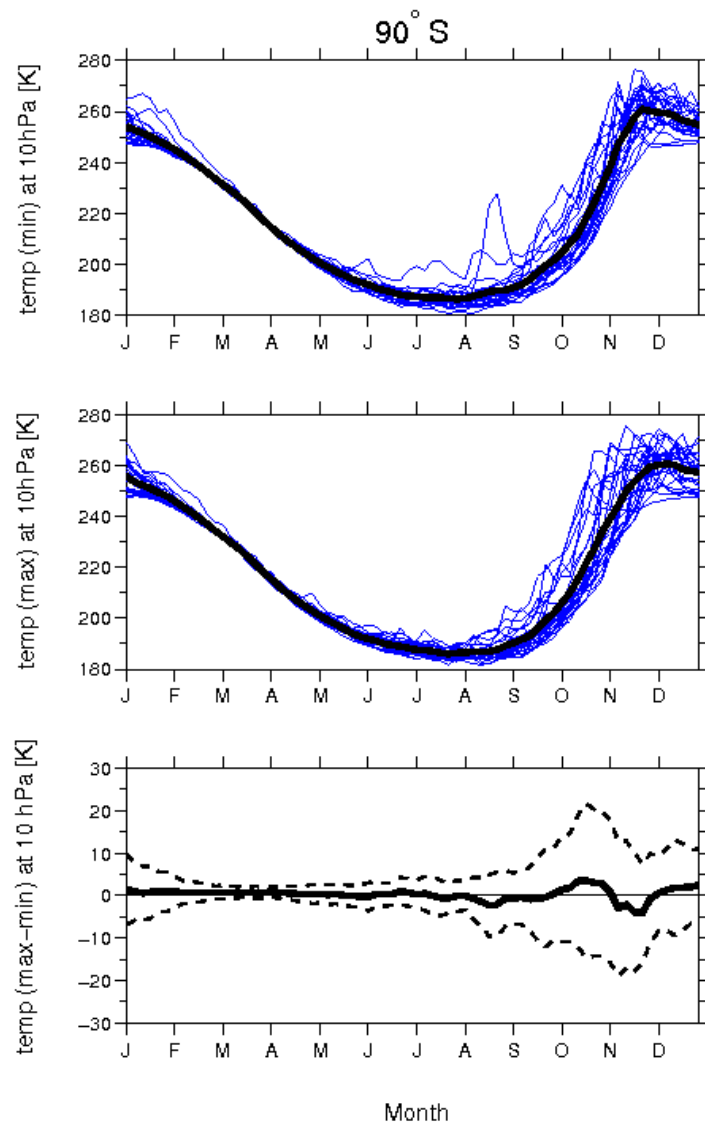 90° S
temp (min) at 10hPa [K]
280
260
240
220
200
180
J F M A M J J A S O N D
temp (max) at 10hPa [K]
280
260
240
220
200
180
J F M A M J J A S O N D
temp (max−min) at 10 hPa [K]
30
20
10
0
−10
−20
−30
J F M A M J J A S O N D
Month